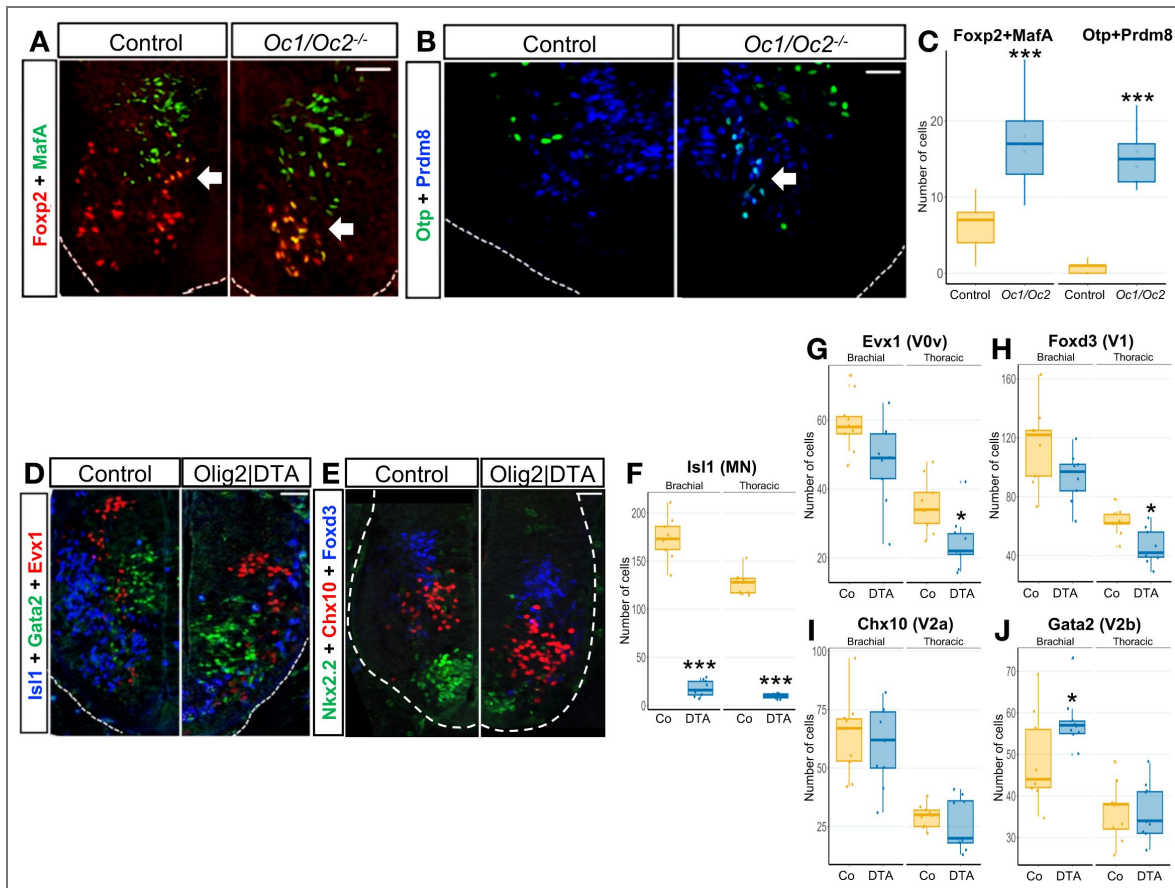 A
Control
Oc1/Oc2-/-
Foxp2 + MafA
B
Control
Oc1/Oc2-/-
Otp + Prdm8
C
Foxp2+MafA
Otp+Prdm8
***
***
Number of cells
20
10
0
Control
Oc1/Oc2
Control
Oc1/Oc2
D
Control
Olig2|DTA
Isl1 + Gata2 + Evx1
E
Control
Olig2|DTA
Nkx2.2 + Chx10 + Foxd3
F
Isl1 (MN)
Brachial
Thoracic
Number of cells
200
150
100
50
0
***
***
Co
DTA
Co
DTA
G
Evx1 (V0v)
Brachial
Thoracic
Number of cells
60
40
20
*
Co
DTA
Co
DTA
H
Foxd3 (V1)
Brachial
Thoracic
Number of cells
160
120
80
40
*
Co
DTA
Co
DTA
I
Chx10 (V2a)
Brachial
Thoracic
Number of cells
100
75
50
25
Co
DTA
Co
DTA
J
Gata2 (V2b)
Brachial
Thoracic
Number of cells
70
60
50
40
30
*
Co
DTA
Co
DTA